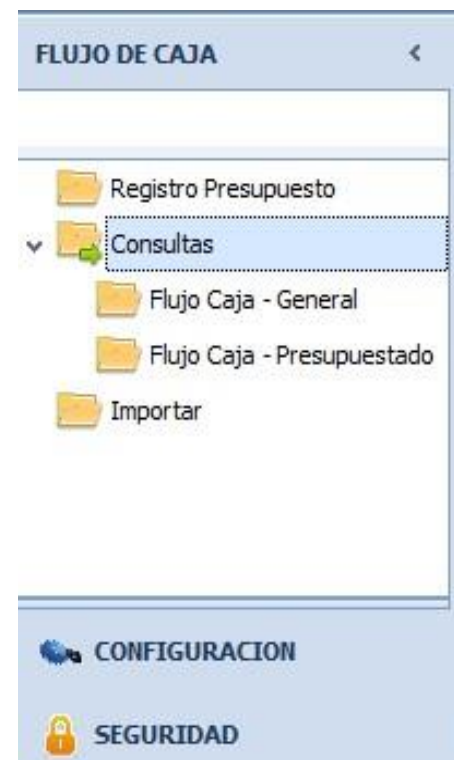 FLUJO DE CAJA
Registro Presupuesto
Consultas
Flujo Caja - General
Flujo Caja - Presupuestado
Importar
CONFIGURACION
SEGURIDAD